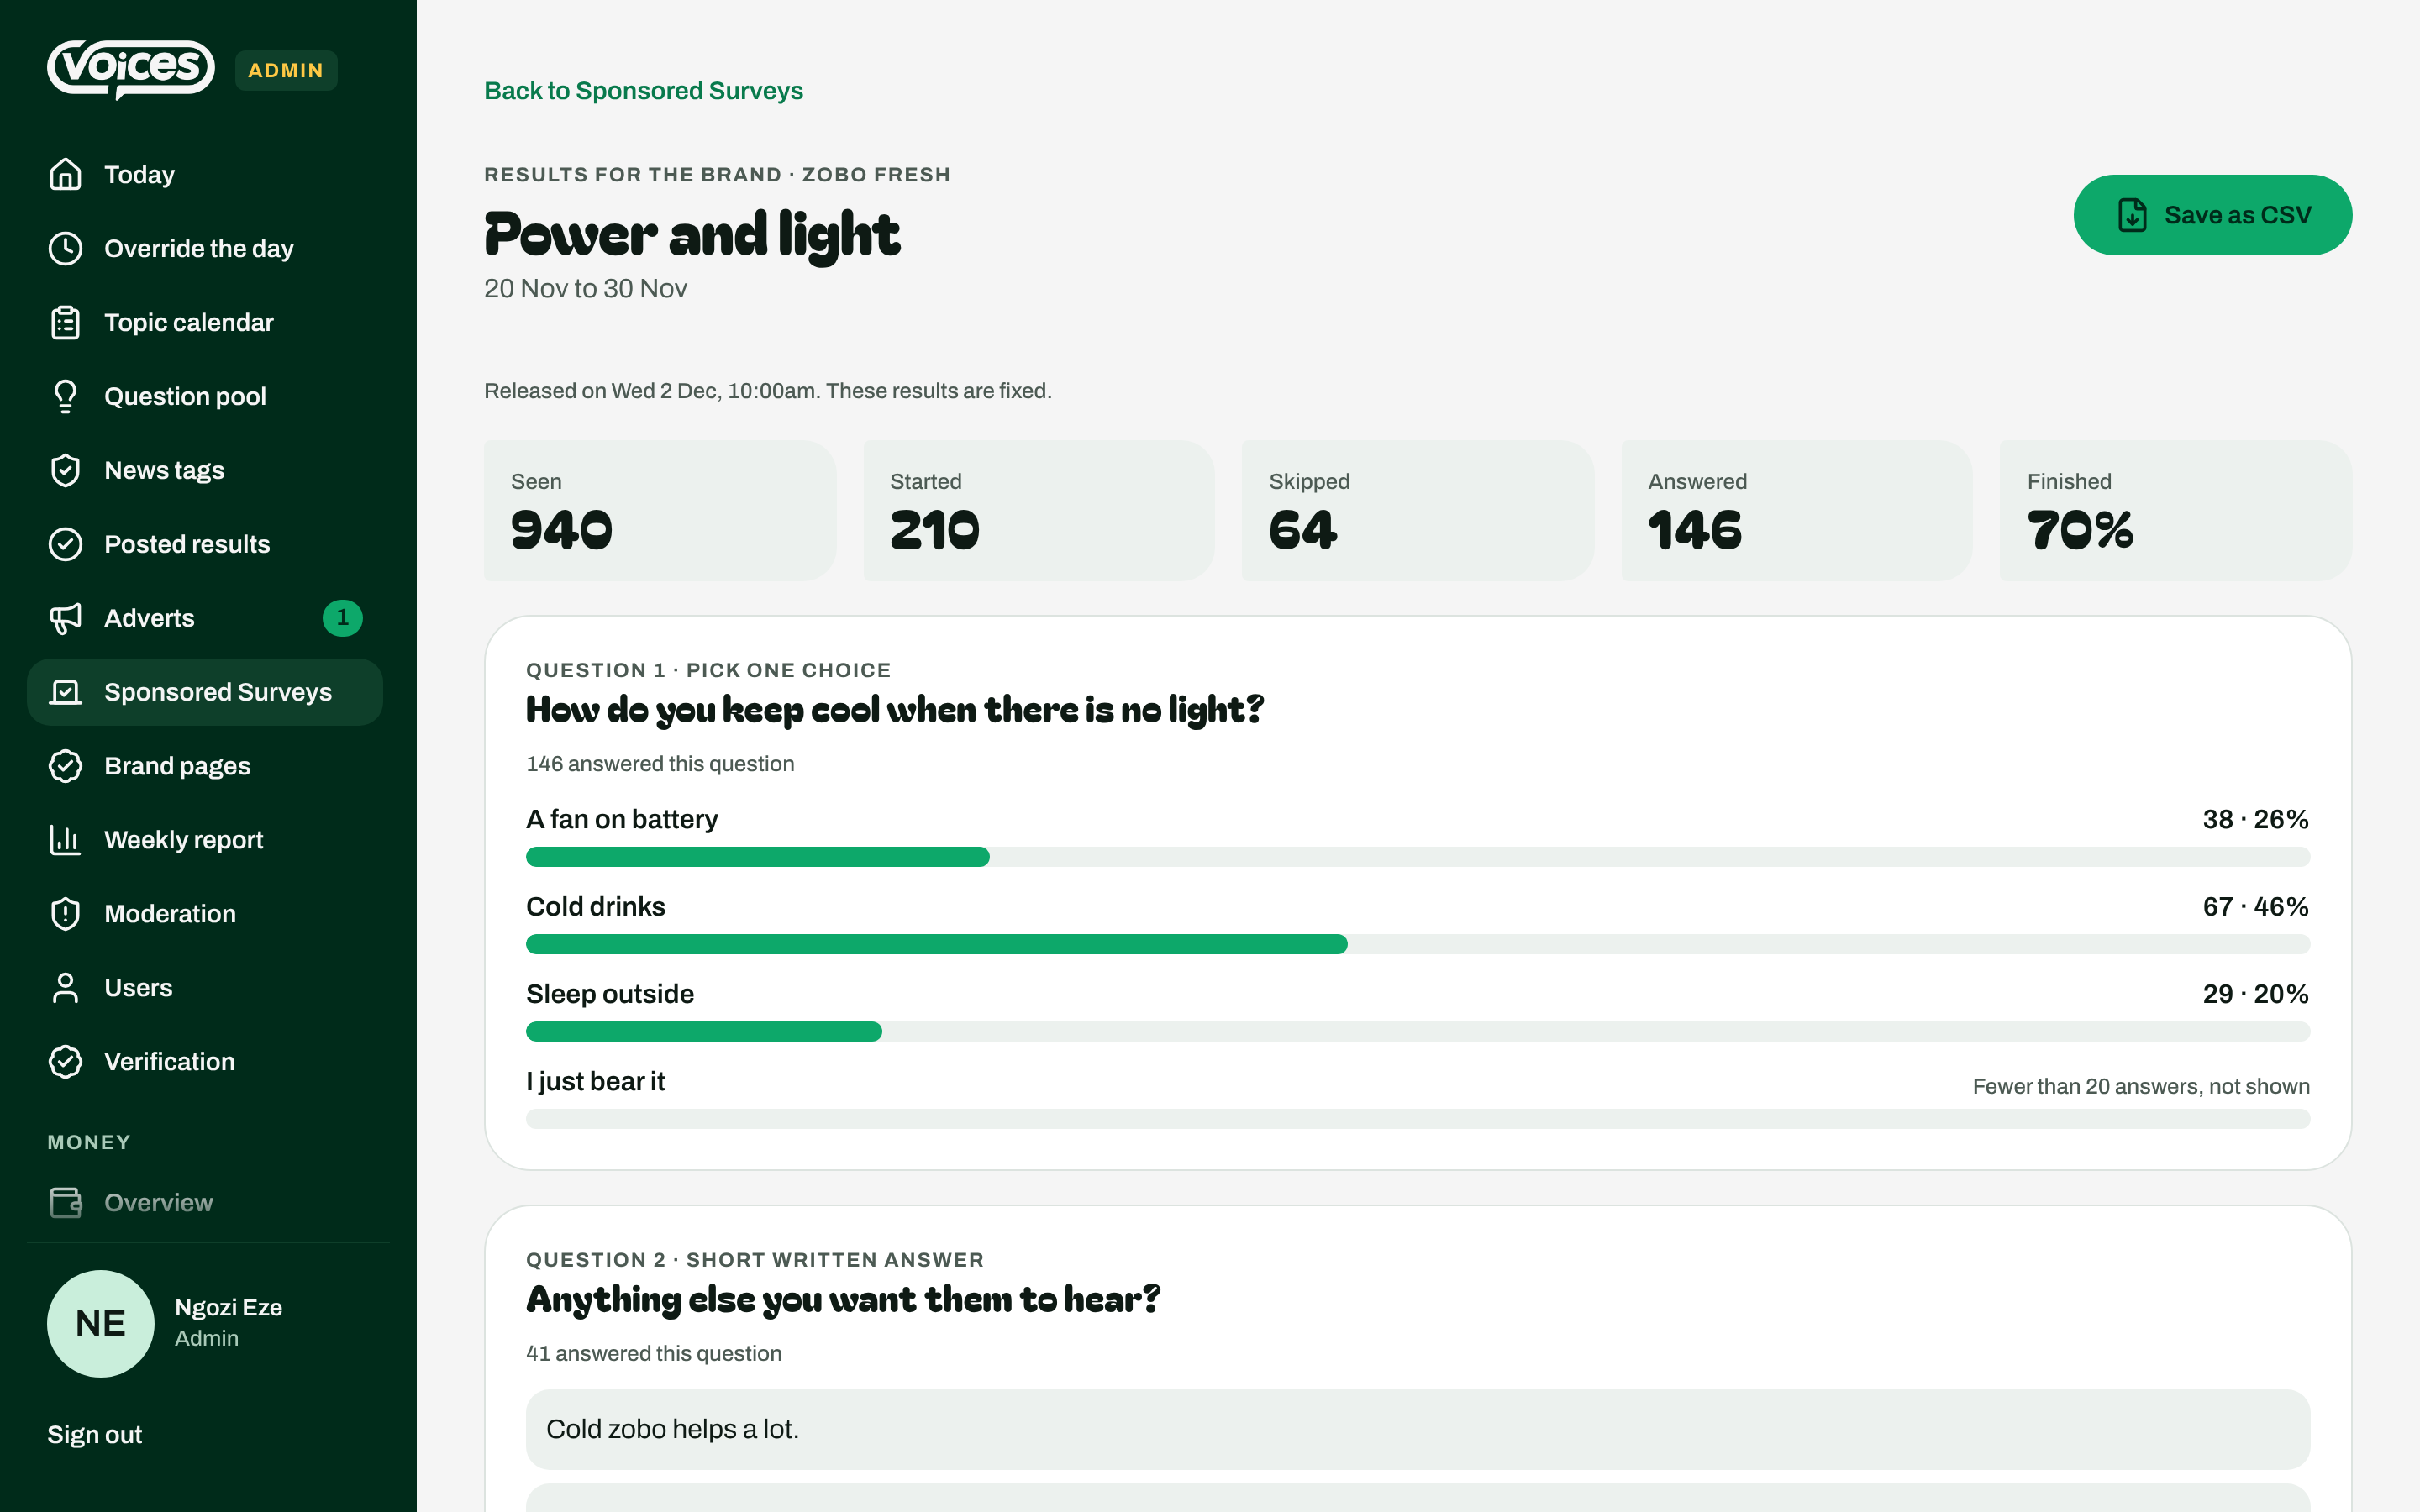 Voices
ADMIN
Today
Override the day
Topic calendar
Question pool
News tags
Posted results
Adverts
1
Sponsored Surveys
Brand pages
Weekly report
Moderation
Users
Verification
MONEY
Overview
NE
Ngozi Eze
Admin
Sign out
Back to Sponsored Surveys
RESULTS FOR THE BRAND · ZOBO FRESH
Power and light
20 Nov to 30 Nov
Save as CSV
Released on Wed 2 Dec, 10:00am. These results are fixed.
Seen
940
Started
210
Skipped
64
Answered
146
Finished
70%
QUESTION 1 · PICK ONE CHOICE
How do you keep cool when there is no light?
146 answered this question
A fan on battery
38 · 26%
Cold drinks
67 · 46%
Sleep outside
29 · 20%
I just bear it
Fewer than 20 answers, not shown
QUESTION 2 · SHORT WRITTEN ANSWER
Anything else you want them to hear?
41 answered this question
Cold zobo helps a lot.